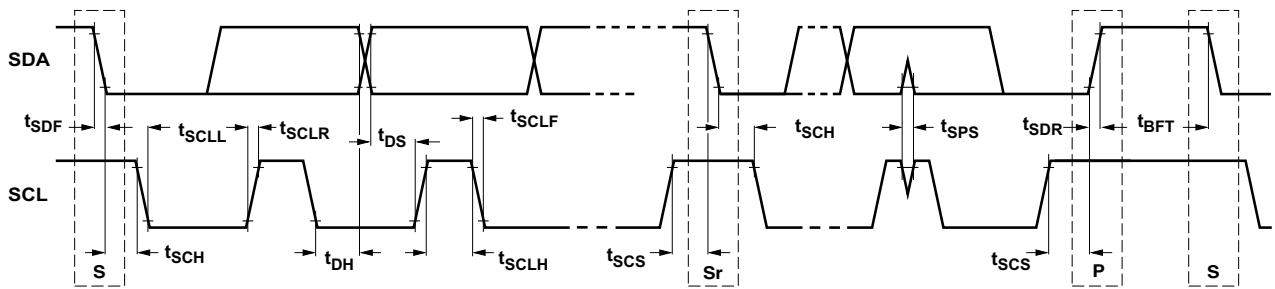 SDA
tSDF
tSCLL
tSCLR
tDS
tSCLF
tSCH
tSPS
tSDR
tBFT
SCL
tSCH
tDH
tSCLH
tSCS
tSCS
S
Sr
P
S